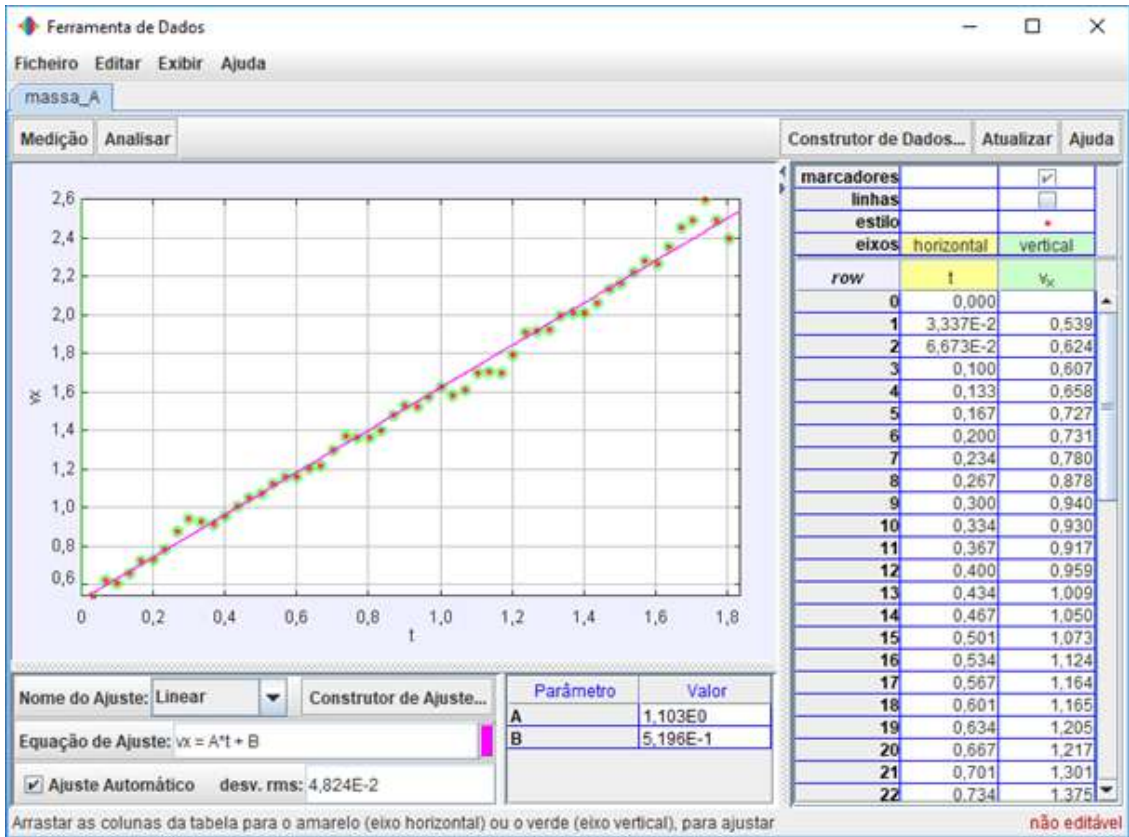 Ferramenta de Dados
Ficheiro Editar Exibir Ajuda
massa_A
Medição Analisar
Construtor de Dados... Atualizar Ajuda
2,6
2,4
2,2
2,0
1,8
1,6
1,4
1,2
1,0
0,8
0,6
vx
0 0,2 0,4 0,6 0,8 1,0 1,2 1,4 1,6 1,8
t
marcadores
linhas
estilo
eixos horizontal vertical
row t vx
0 0,000
1 3,337E-2 0,539
2 6,673E-2 0,624
3 0,100 0,607
4 0,133 0,658
5 0,167 0,727
6 0,200 0,731
7 0,234 0,780
8 0,267 0,878
9 0,300 0,940
10 0,334 0,930
11 0,367 0,917
12 0,400 0,959
13 0,434 1,009
14 0,467 1,050
15 0,501 1,073
16 0,534 1,124
17 0,567 1,164
18 0,601 1,165
19 0,634 1,205
20 0,667 1,217
21 0,701 1,301
22 0,734 1,375
Nome do Ajuste: Linear Construtor de Ajuste...
Equação de Ajuste: vx = A*t + B
Ajuste Automático desv. rms: 4,824E-2
Parâmetro Valor
A 1,103E0
B 5,196E-1
Arrastar as colunas da tabela para o amarelo (eixo horizontal) ou o verde (eixo vertical), para ajustar não editável